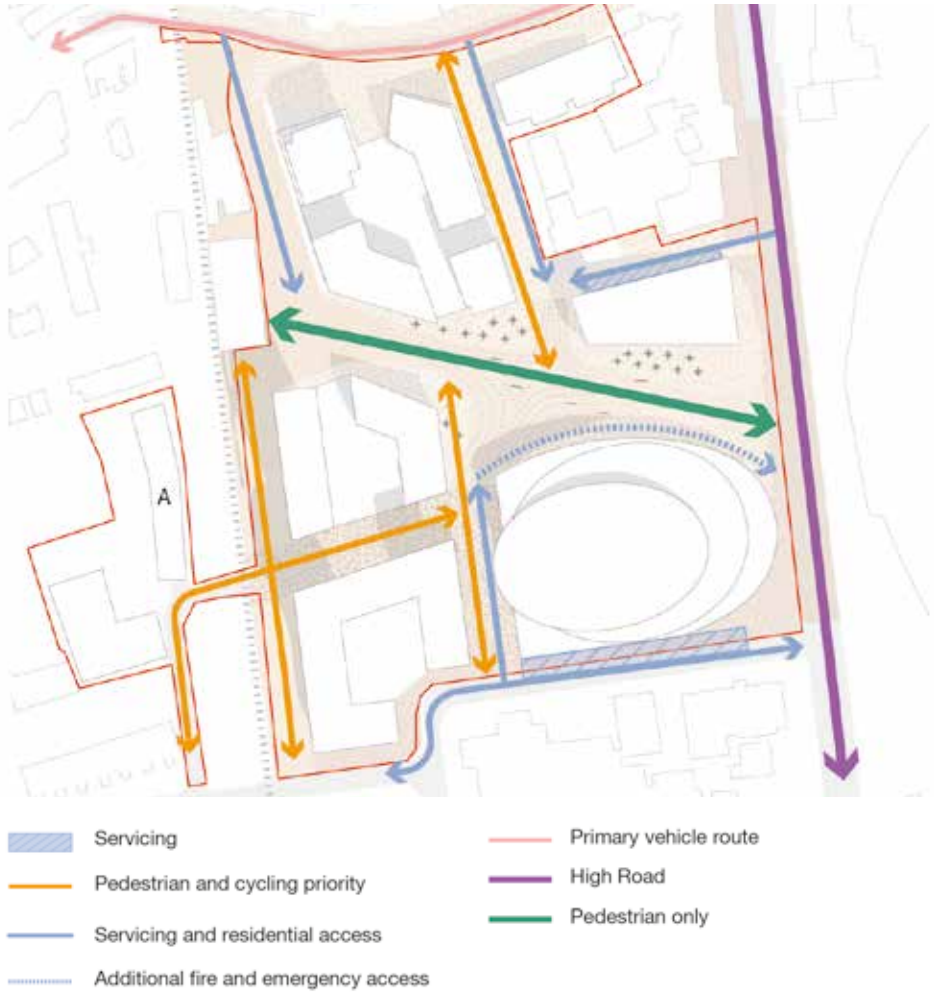 A
Servicing
Pedestrian and cycling priority
Servicing and residential access
Additional fire and emergency access
Primary vehicle route
High Road
Pedestrian only